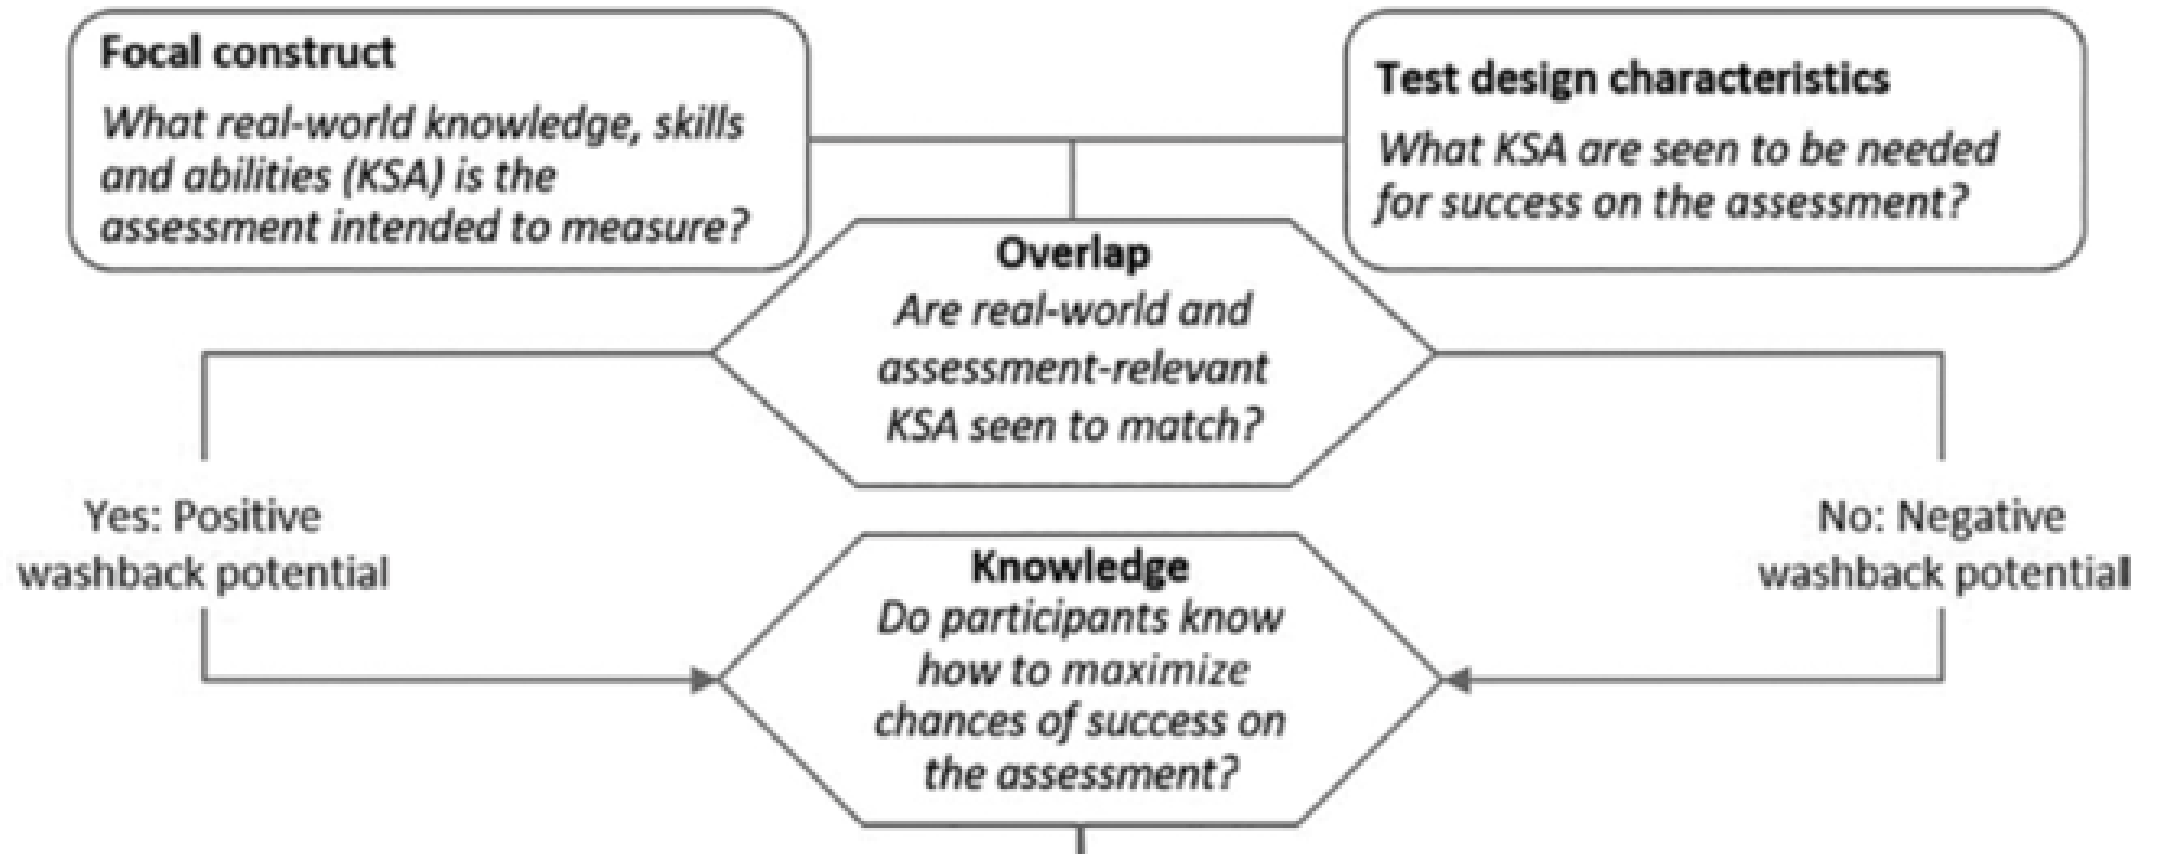 Focal construct
What real-world knowledge, skills
and abilities (KSA) is the
assessment intended to measure?
Test design characteristics
What KSA are seen to be needed
for success on the assessment?
Overlap
Are real-world and
assessment-relevant
KSA seen to match?
Yes: Positive
washback potential
No: Negative
washback potential
Knowledge
Do participants know
how to maximize
chances of success on
the assessment?